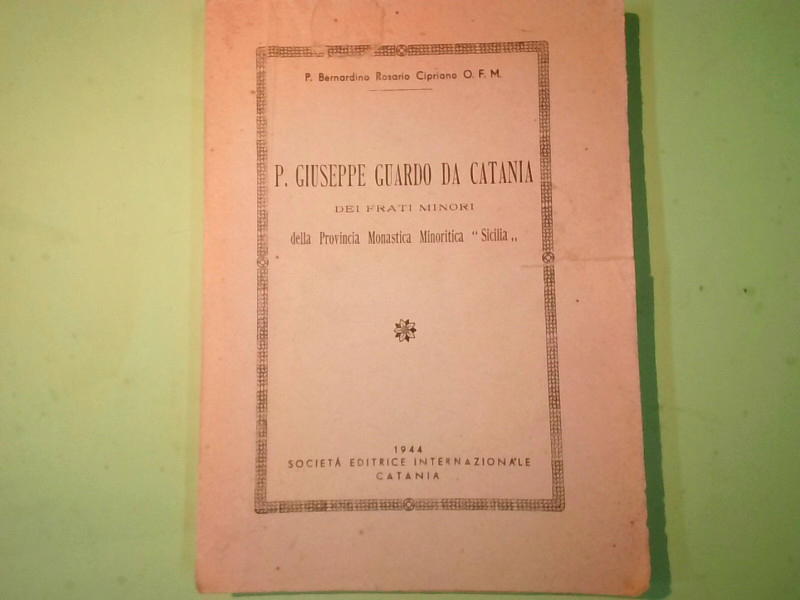 P. Bernardino Rosario Cipriano O. F. M.
P. GIUSEPPE GUARDO DA CATANIA
DEI FRATI MINORI
della Provincia Monastica Minoritica “ Sicilia „
1944
SOCIETÀ EDITRICE INTERNAZIONALE
CATANIA